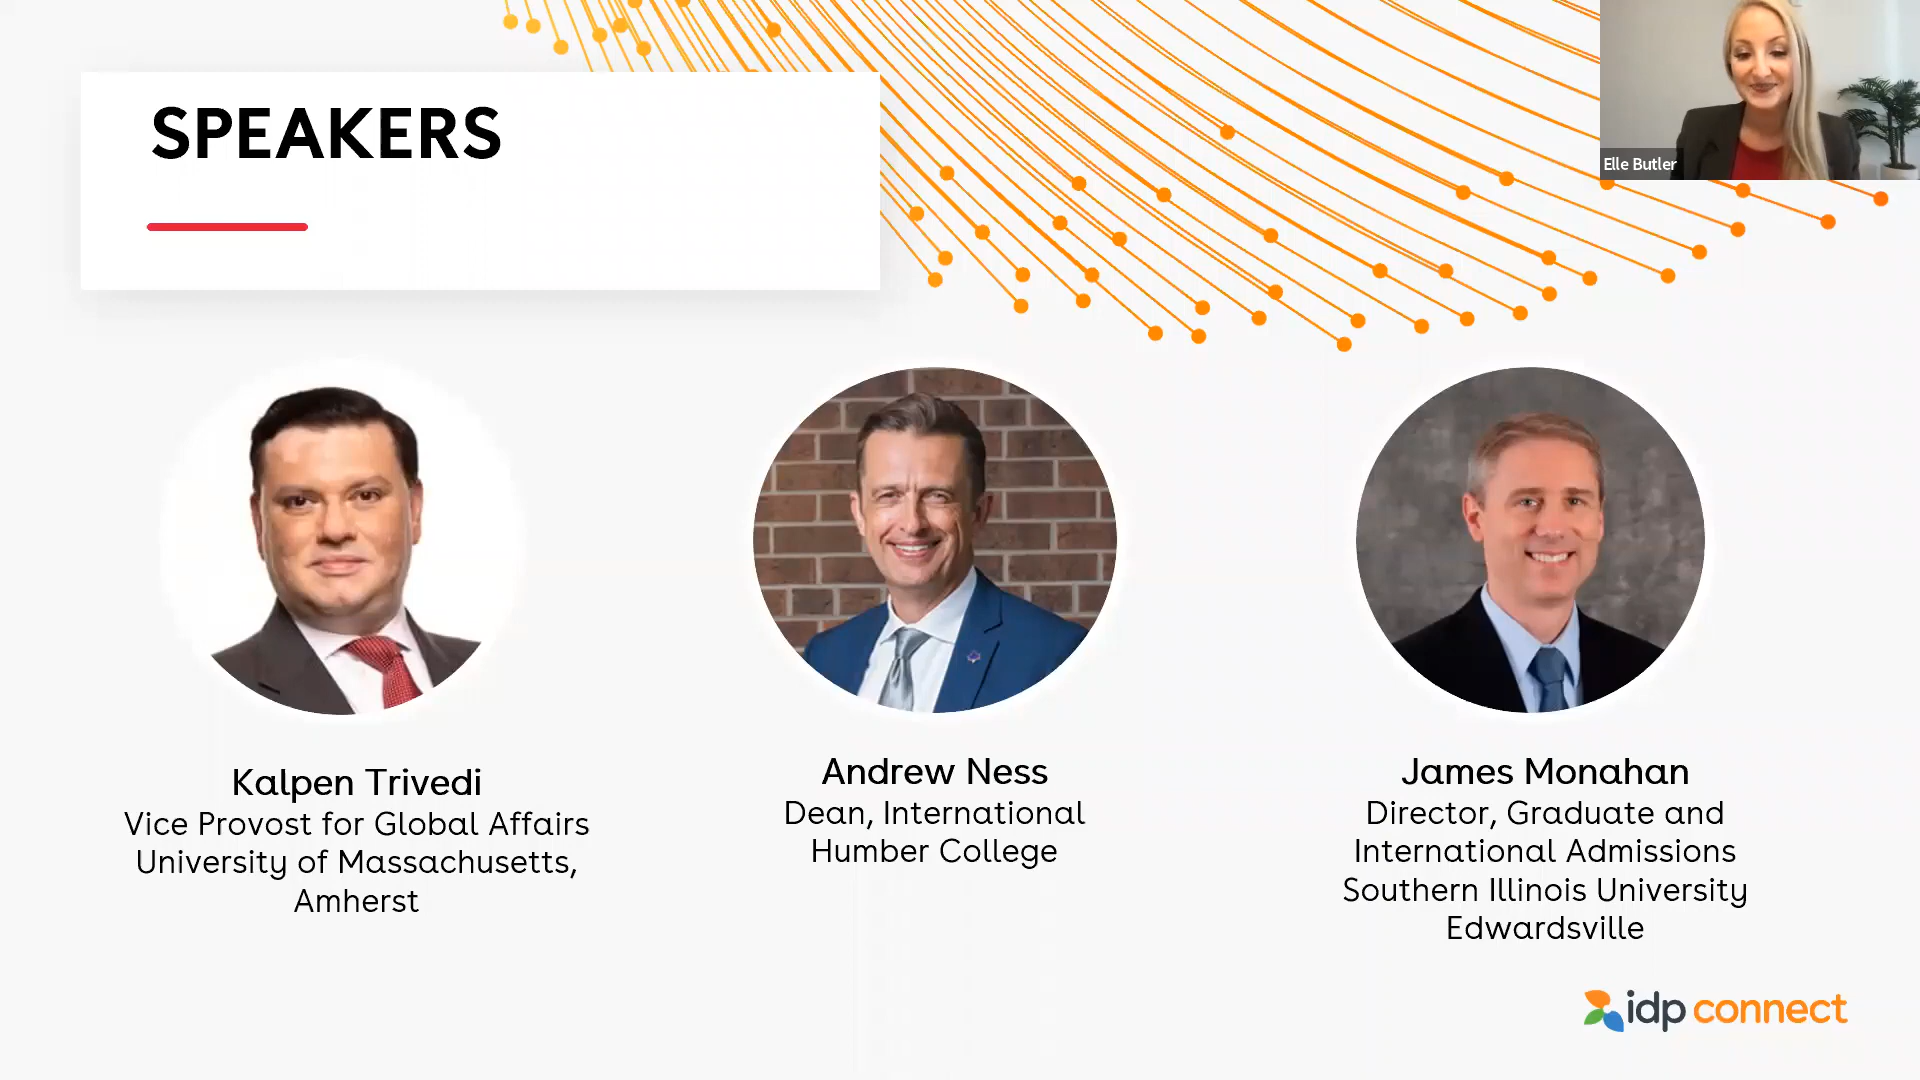 SPEAKERS
Elle Butler
Kalpen Trivedi
Vice Provost for Global Affairs
University of Massachusetts,
Amherst
Andrew Ness
Dean, International
Humber College
James Monahan
Director, Graduate and
International Admissions
Southern Illinois University
Edwardsville
idp connect